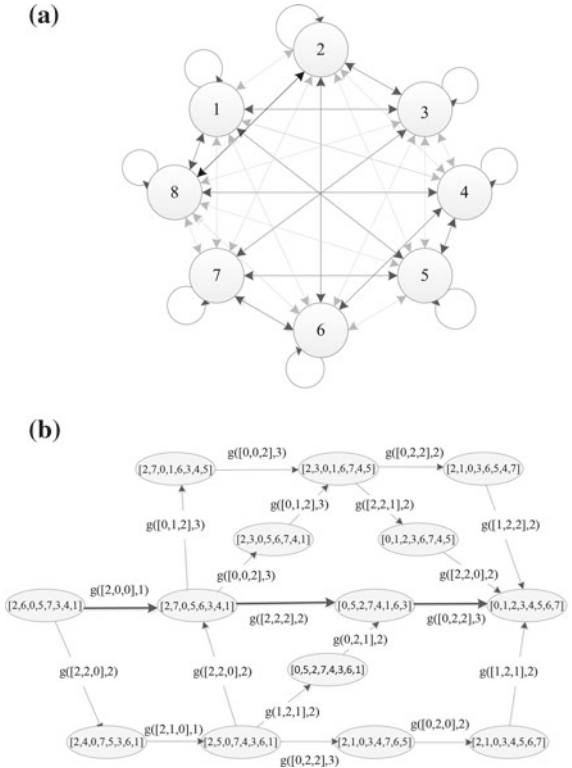 (a)
2
1
3
8
4
7
5
6
(b)
[2,7,0,1,6,3,4,5]
g([0,0,2],3)
[2,3,0,1,6,7,4,5]
g([0,2,2],2)
[2,1,0,3,6,5,4,7]
g([0,1,2],3)
g([0,1,2],3)
g([2,2,1],2)
g([1,2,2],2)
[2,3,0,5,6,7,4,1]
[0,1,2,3,6,7,4,5]
g([0,0,2],3)
g([2,2,0],2)
g([2,0,0],1)
[2,6,0,5,7,3,4,1]
[2,7,0,5,6,3,4,1]
[0,5,2,7,4,1,6,3]
[0,1,2,3,4,5,6,7]
g([2,2,2],2)
g([0,2,2],3)
g([2,2,0],2)
g([2,2,0],2)
g([0,2,1],2)
g([1,2,1],2)
[0,5,2,7,4,3,6,1]
g(1,2,1],2)
g([2,1,0],1)
g([0,2,0],2)
[2,4,0,7,5,3,6,1]
[2,5,0,7,4,3,6,1]
[2,1,0,3,4,7,6,5]
[2,1,0,3,4,5,6,7]
g([0,2,2],3)